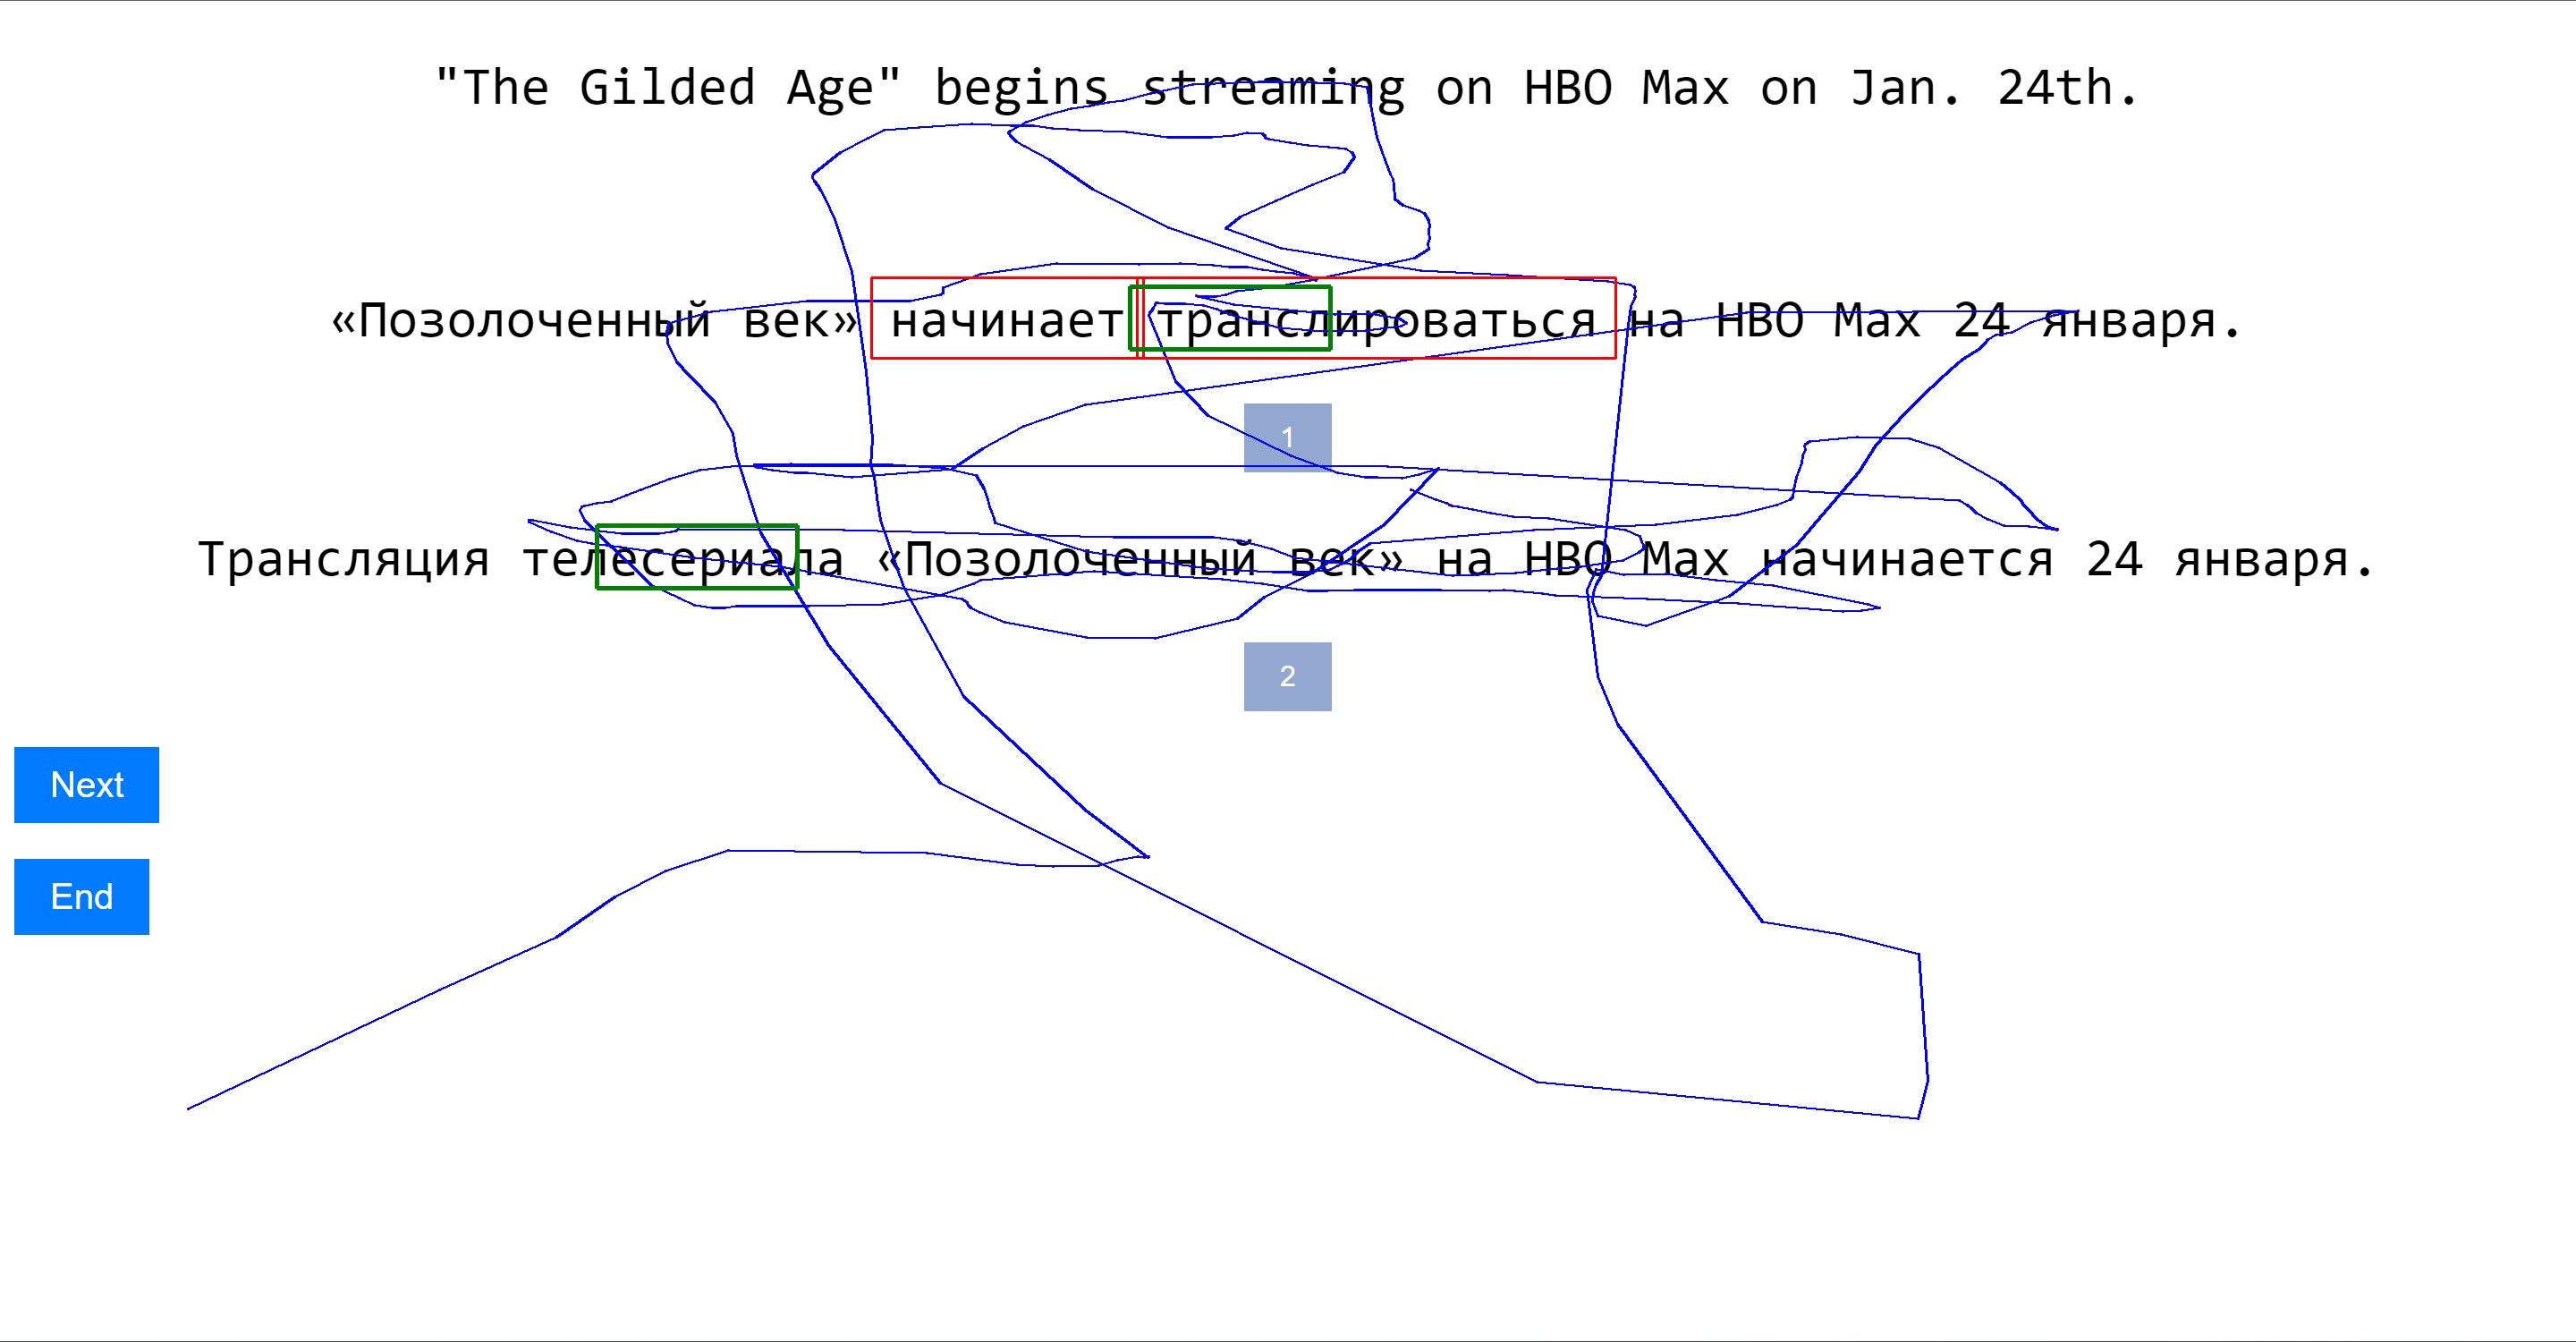 "The Gilded Age" begins streaming on HBO Max on Jan. 24th.
«Позолоченный век» начинает транслироваться на HBO Max 24 января.
1
Трансляция телесериала «Позолоченный век» на HBO Max начинается 24 января.
2
Next
End